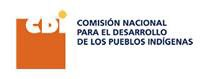 CDI
COMISIÓN NACIONAL
PARA EL DESARROLLO
DE LOS PUEBLOS INDÍGENAS